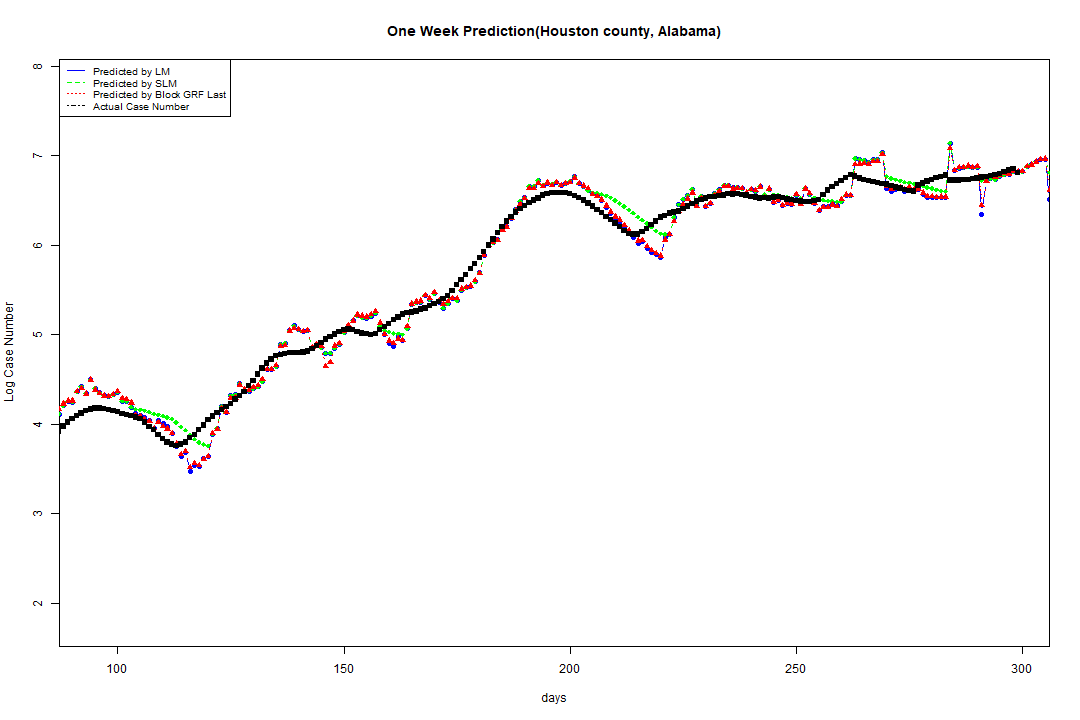 One Week Prediction(Houston county, Alabama)
Predicted by LM
Predicted by SLM
Predicted by Block GRF Last
Actual Case Number
8
7
6
5
4
3
2
Log Case Number
100 150 200 250 300
days